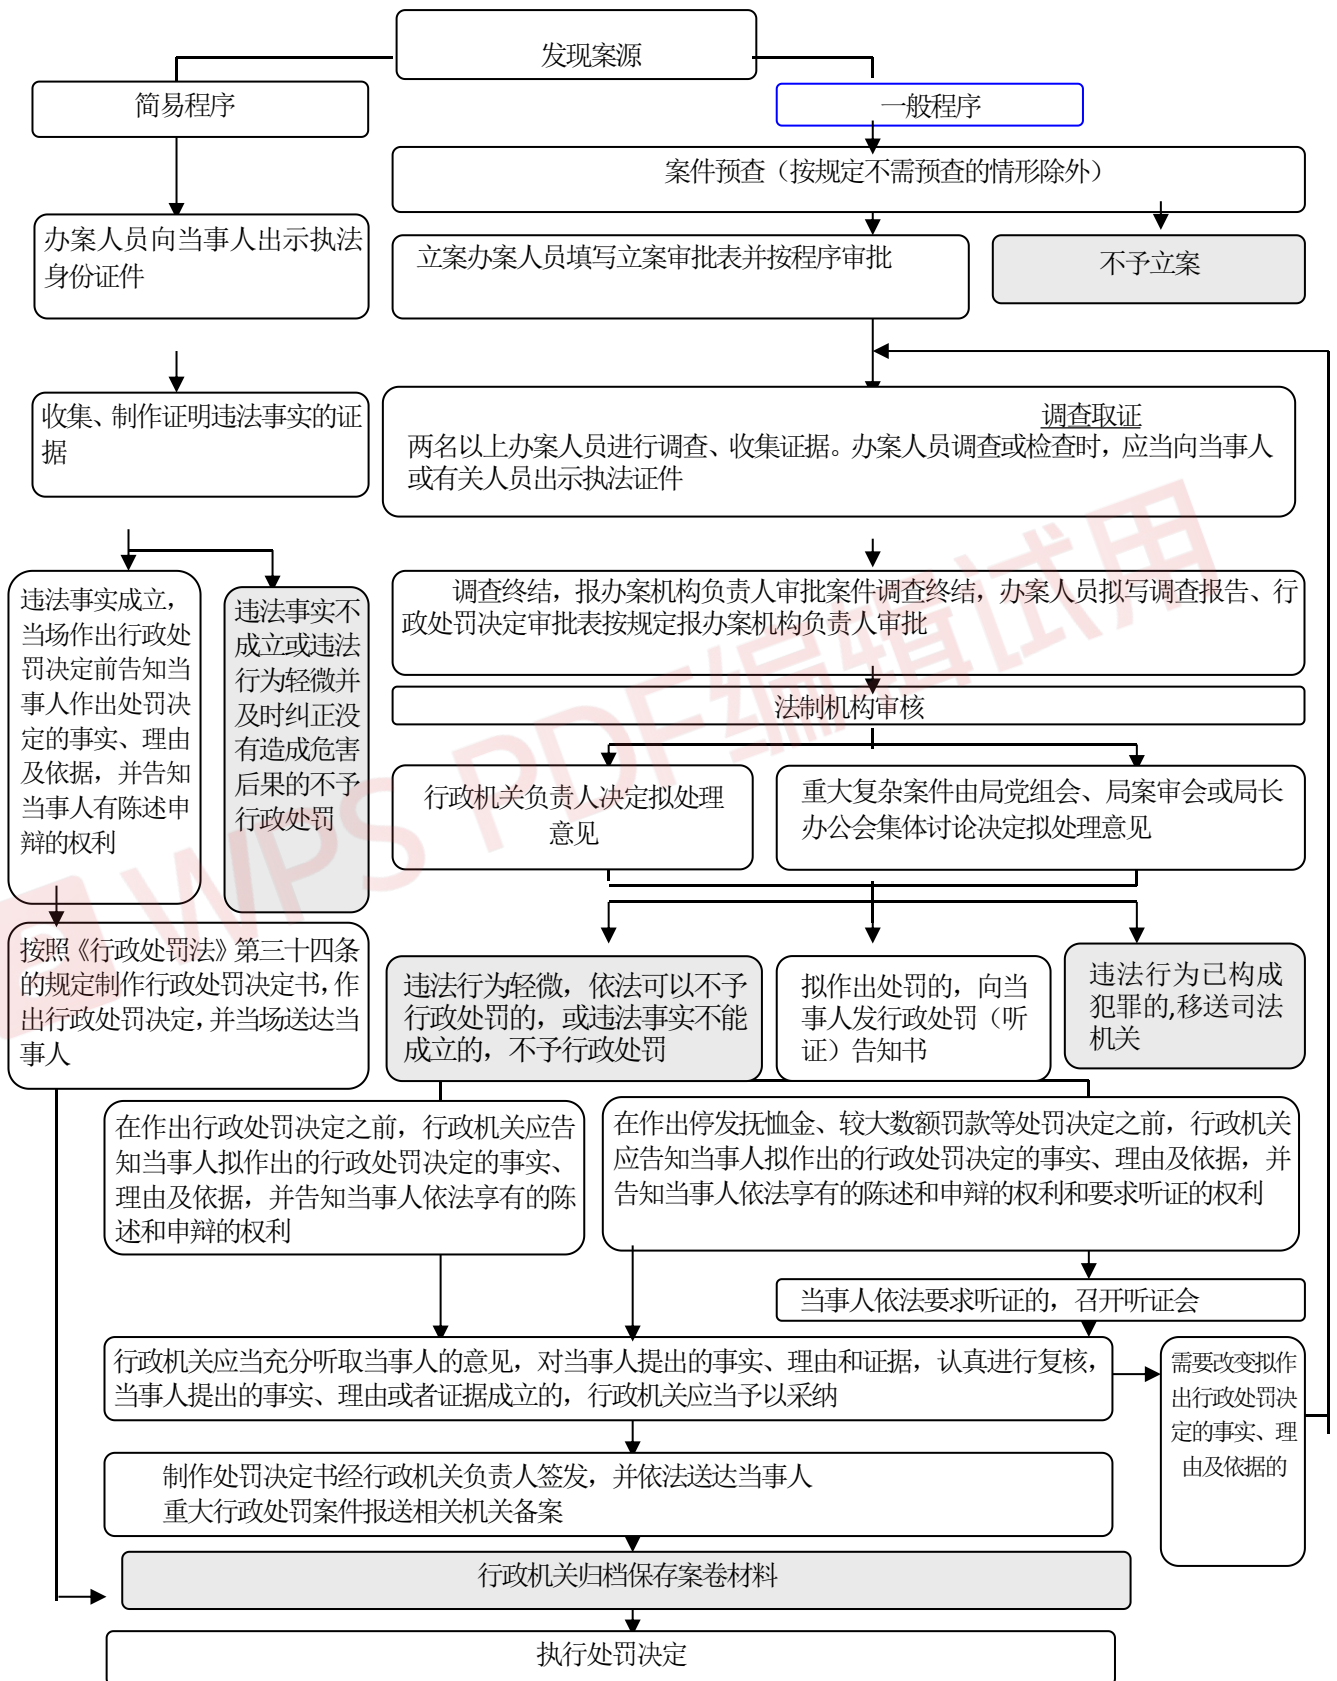 发现案源
简易程序
一般程序
案件预查（按规定不需预查的情形除外）
办案人员向当事人出示执法
身份证件
立案办案人员填写立案审批表并按程序审批
不予立案
收集、制作证明违法事实的证
据
调查取证
两名以上办案人员进行调查、收集证据。办案人员调查或检查时，应当向当事人
或有关人员出示执法证件
违法事实成立，
当场作出行政处
罚决定前告知当
事人作出处罚决
定的事实、理由
及依据，并告知
当事人有陈述申
辩的权利
违法事实不
成立或违法
行为轻微并
及时纠正没
有造成危害
后果的不予
行政处罚
调查终结，报办案机构负责人审批案件调查终结，办案人员拟写调查报告、行
政处罚决定审批表按规定报办案机构负责人审批
法制机构审核
行政机关负责人决定拟处理
意见
重大复杂案件由局党组会、局案审会或局长
办公会集体讨论决定拟处理意见
按照《行政处罚法》第三十四条
的规定制作行政处罚决定书，作
出行政处罚决定，并当场送达当
事人
违法行为轻微，依法可以不予
行政处罚的，或违法事实不能
成立的，不予行政处罚
拟作出处罚的，向当
事人发行政处罚（听
证）告知书
违法行为已构成
犯罪的,移送司法
机关
在作出行政处罚决定之前，行政机关应告
知当事人拟作出的行政处罚决定的事实、
理由及依据，并告知当事人依法享有的陈
述和申辩的权利
在作出停发抚恤金、较大数额罚款等处罚决定之前，行政机关
应告知当事人拟作出的行政处罚决定的事实、理由及依据，并
告知当事人依法享有的陈述和申辩的权利和要求听证的权利
当事人依法要求听证的，召开听证会
行政机关应当充分听取当事人的意见，对当事人提出的事实、理由和证据，认真进行复核，
当事人提出的事实、理由或者证据成立的，行政机关应当予以采纳
需要改变拟作
出行政处罚决
定的事实、理
由及依据的
制作处罚决定书经行政机关负责人签发，并依法送达当事人
重大行政处罚案件报送相关机关备案
行政机关归档保存案卷材料
执行处罚决定
WPS PDF编辑试用